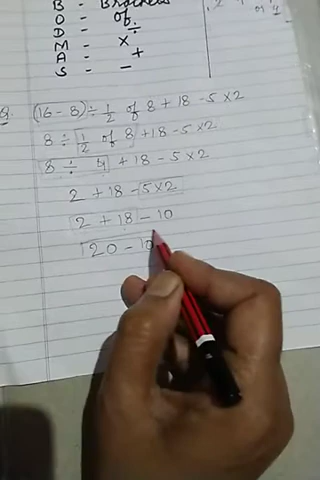 B - Brackets
O - of
D - ÷
M - ×
A - +
S - -
Q. (16 - 8) ÷ 1/2 of 8 + 18 - 5 × 2
8 ÷ 1/2 of 8 + 18 - 5 × 2
8 ÷ 4 + 18 - 5 × 2
2 + 18 - 5 × 2
2 + 18 - 10
20 - 10